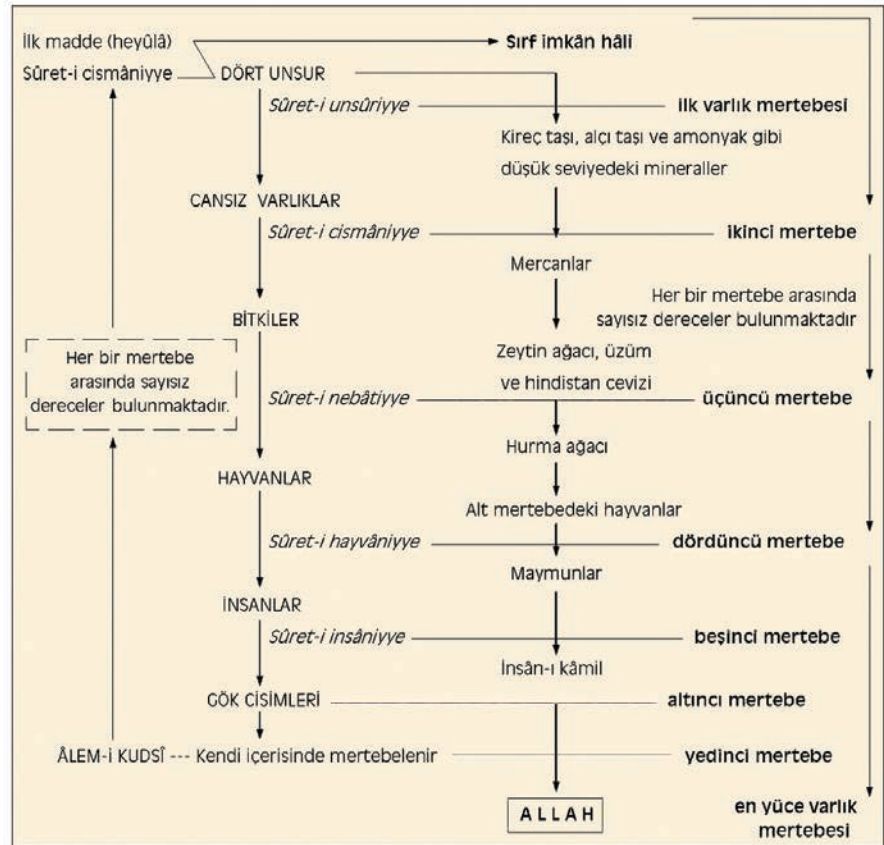 İlk madde (heyûlâ)
Sırf imkân hâli
Sûret-i cismâniyye
DÖRT UNSUR
Sûret-i unsûriyye
ilk varlık mertebesi
Kireç taşı, alçı taşı ve amonyak gibi
düşük seviyedeki mineraller
CANSIZ VARLIKLAR
Sûret-i cismâniyye
ikinci mertebe
Mercanlar
Her bir mertebe arasında
sayısız dereceler bulunmaktadır
BİTKİLER
Zeytin ağacı, üzüm
ve hindistan cevizi
Her bir mertebe
arasında sayısız
dereceler bulunmaktadır.
Sûret-i nebâtiyye
üçüncü mertebe
Hurma ağacı
HAYVANLAR
Alt mertebedeki hayvanlar
Sûret-i hayvâniyye
dördüncü mertebe
Maymunlar
İNSANLAR
Sûret-i insâniyye
beşinci mertebe
İnsân-ı kâmil
GÖK CİSİMLERİ
altıncı mertebe
ÂLEM-İ KUDSÎ --- Kendi içerisinde mertebelenir
yedinci mertebe
ALLAH
en yüce varlık
mertebesi